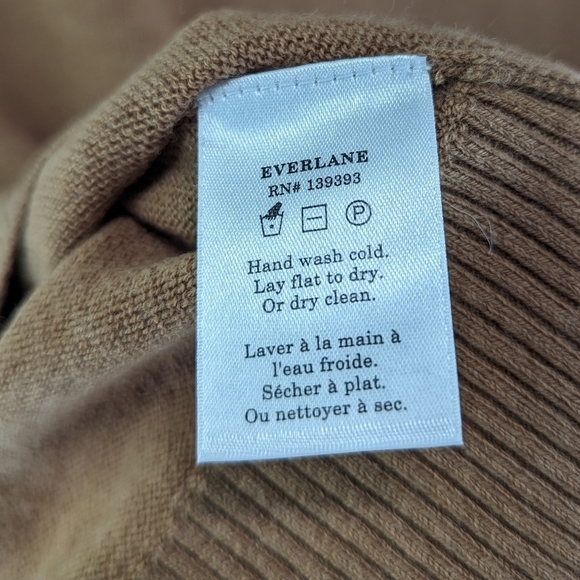 EVERLANE
RN# 139393
P
Hand wash cold.
Lay flat to dry.
Or dry clean.
Laver à la main à
l'eau froide.
Sécher à plat.
Ou nettoyer à sec.